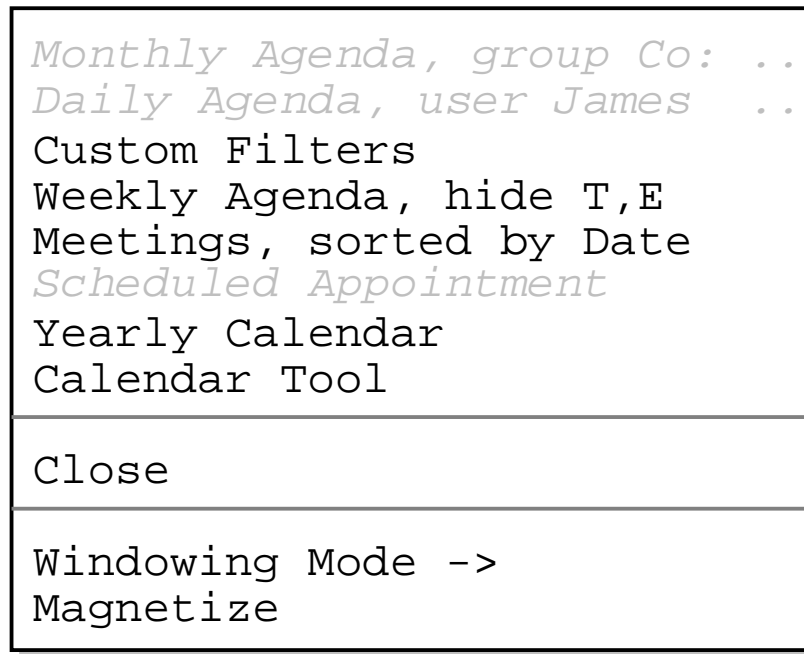 Monthly Agenda, group Co: ..
Daily Agenda, user James ..
Custom Filters
Weekly Agenda, hide T,E
Meetings, sorted by Date
Scheduled Appointment
Yearly Calendar
Calendar Tool
Close
Windowing Mode ->
Magnetize